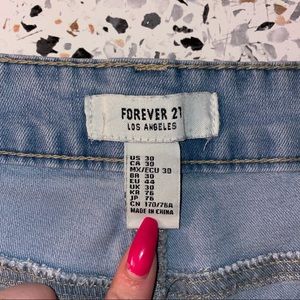 FOREVER 21
LOS ANGELES
US 30
CA 30
MX/ECU 30
BR 30
EU 44
UK 30
KR 76
JP 76
CN 170/76A
MADE IN CHINA